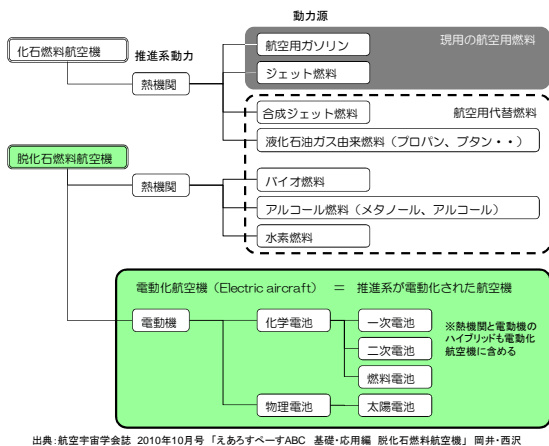 動力源
化石燃料航空機
推進系動力
熱機関
航空用ガソリン
現用の航空用燃料
ジェット燃料
合成ジェット燃料
航空用代替燃料
液化石油ガス由来燃料(プロパン、ブタン・・)
脱化石燃料航空機
熱機関
バイオ燃料
アルコール燃料(メタノール、アルコール)
水素燃料
電動化航空機(Electric aircraft) = 推進系が電動化された航空機
電動機
化学電池
一次電池
二次電池
燃料電池
※熱機関と電動機の
ハイブリッドも電動化
航空機に含める
物理電池
太陽電池
出典:航空宇宙学会誌 2010年10月号 「えあろすぺーすABC 基礎・応用編 脱化石燃料航空機」 岡井・西沢